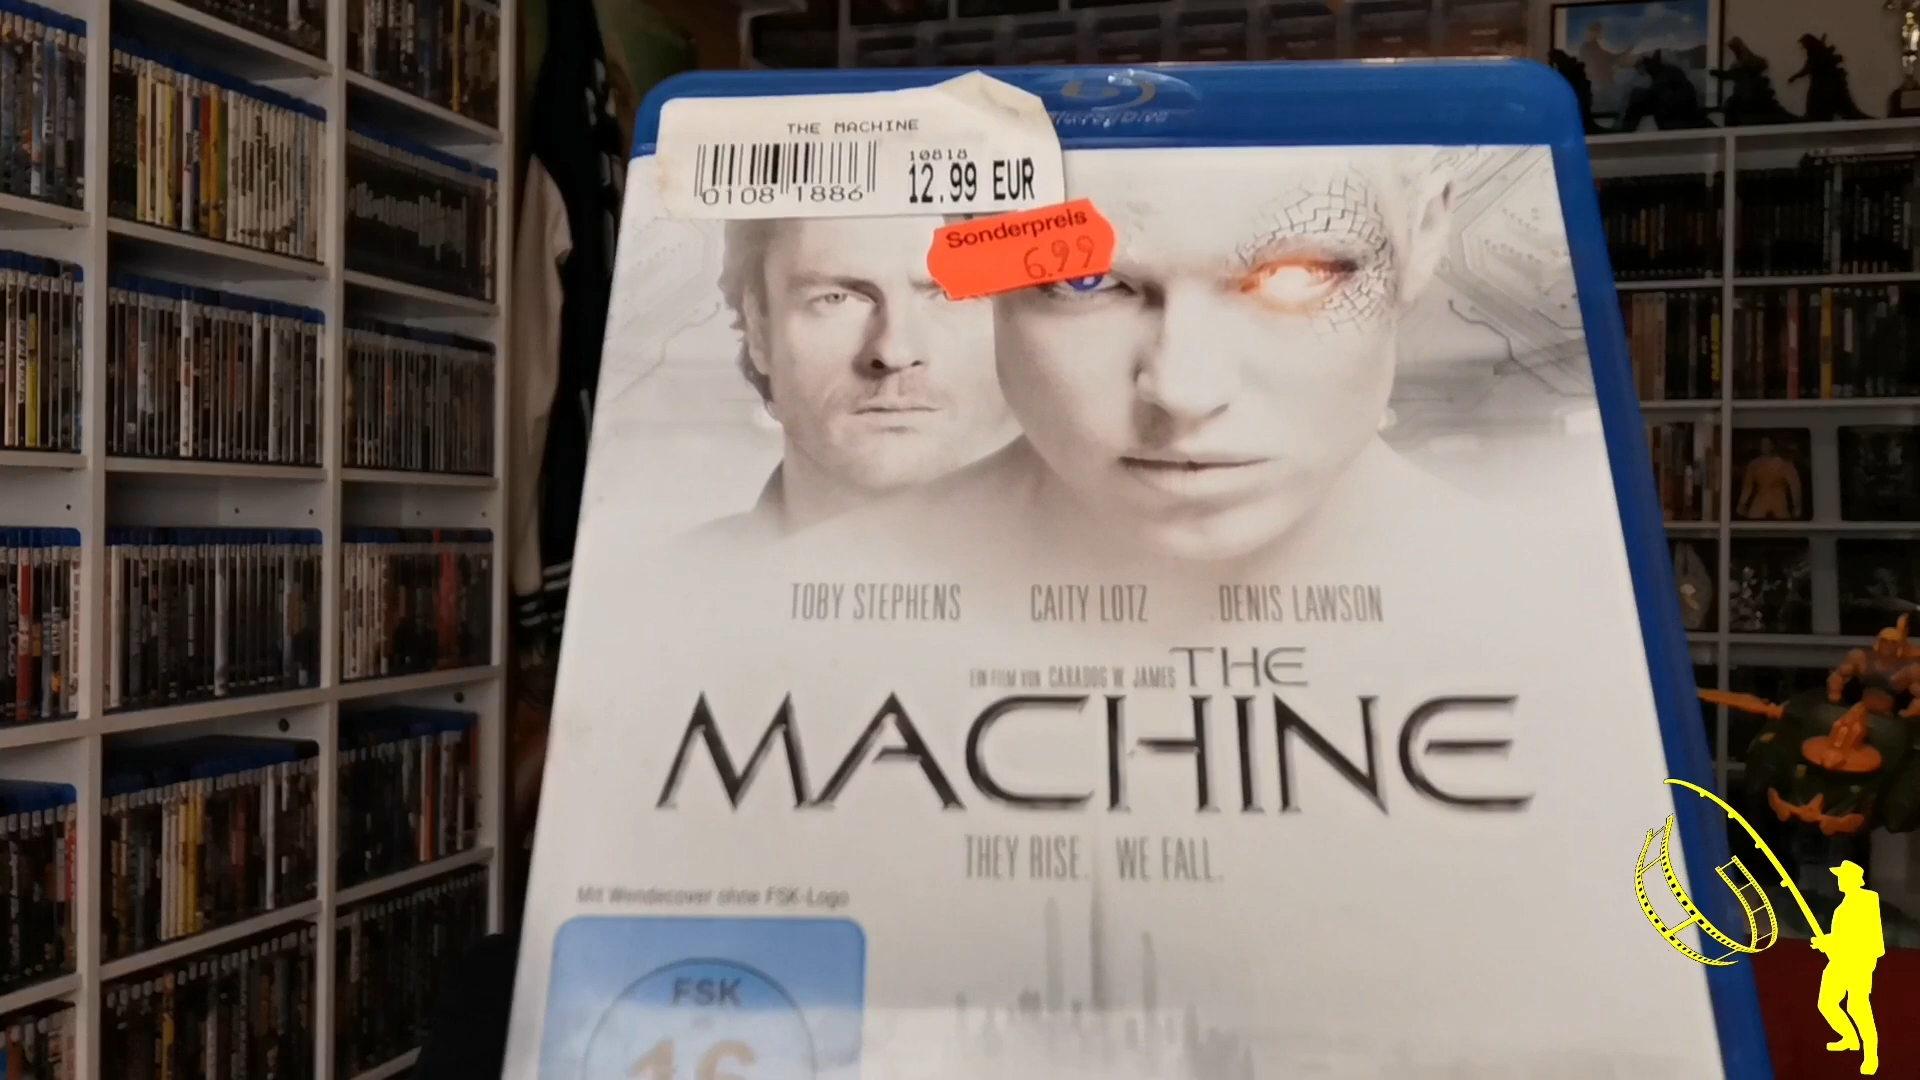 THE MACHINE
10818
12.99 EUR
0108 1886
Sonderpreis
6.99
TOBY STEPHENS CAITY LOTZ DENIS LAWSON
EIN FILM VON CARADOG W. JAMES
THE
MACHINE
THEY RISE. WE FALL.
Mit Wendecover ohne FSK-Logo
FSK
16